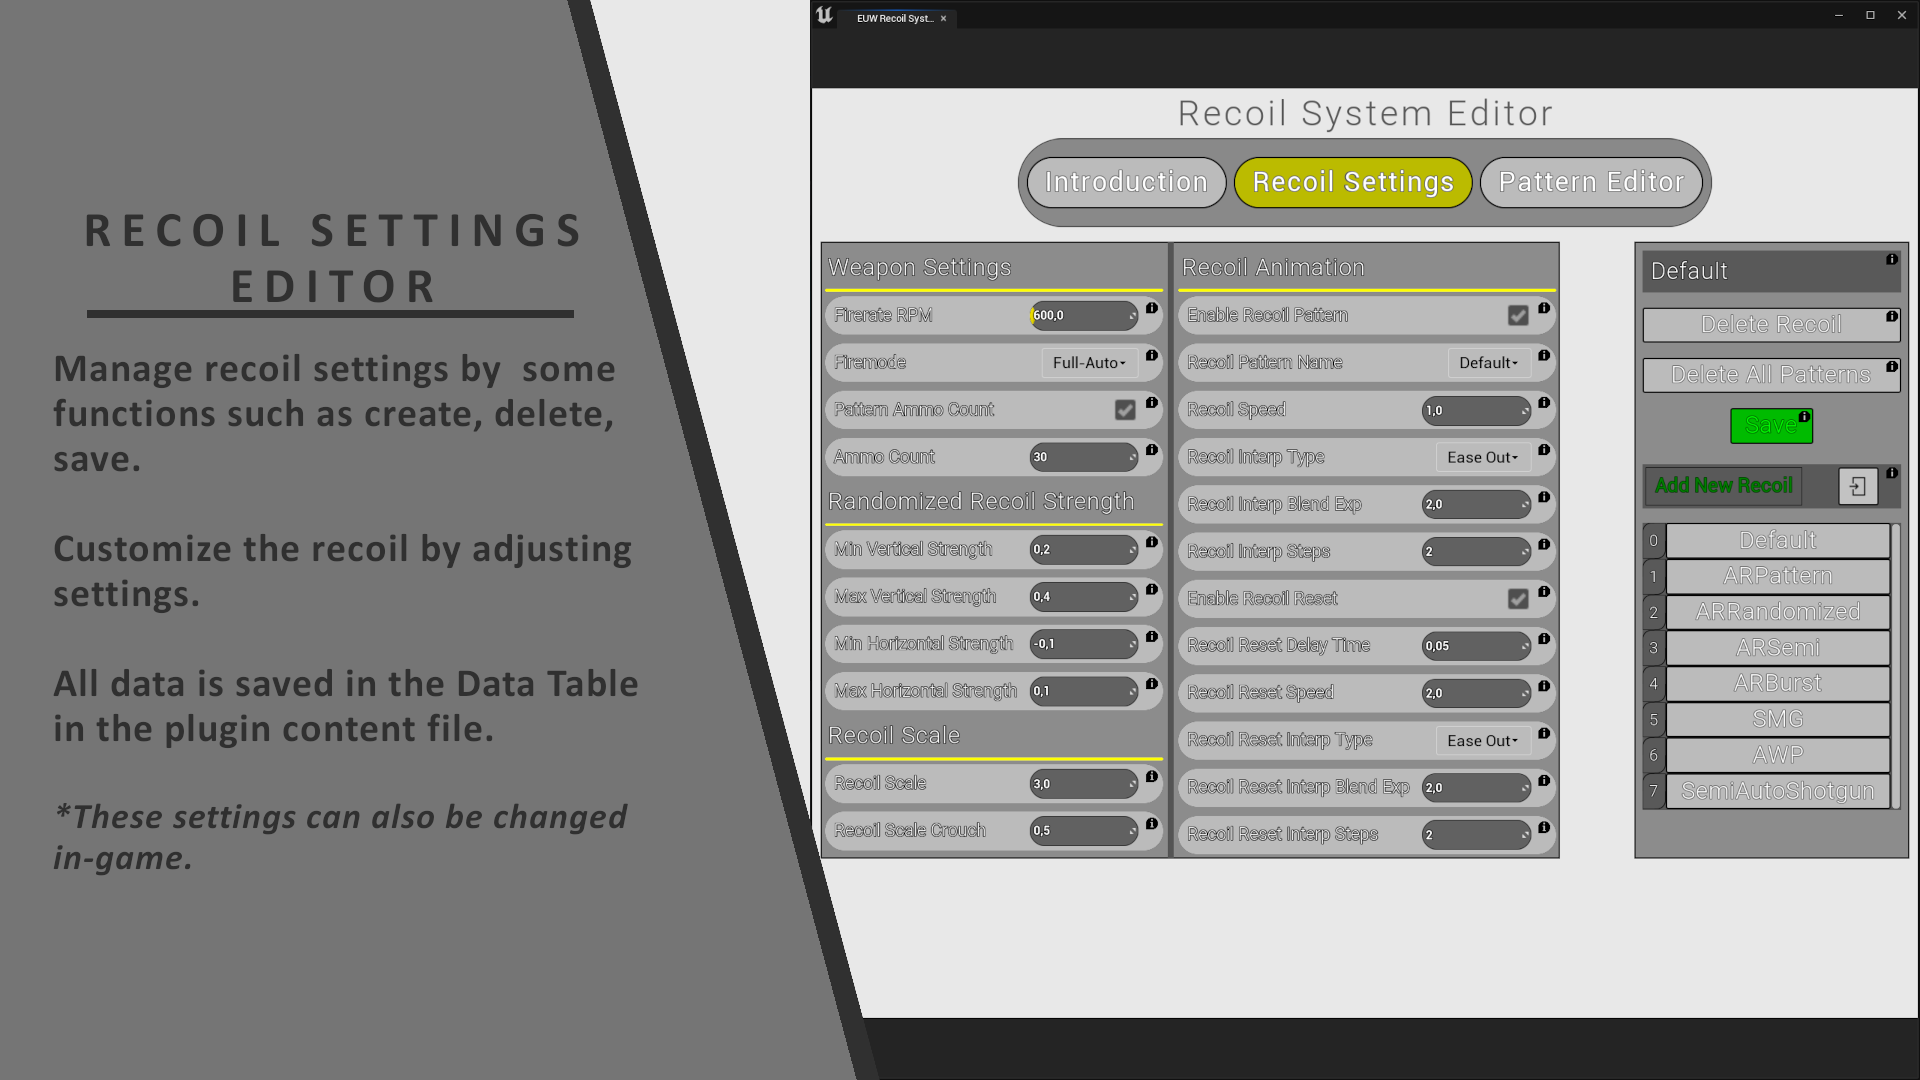 RECOIL SETTINGS
EDITOR
Manage recoil settings by  some
functions such as create, delete,
save.
Customize the recoil by adjusting
settings.
All data is saved in the Data Table
in the plugin content file.
*These settings can also be changed
in-game.
EUW Recoil Syst...
Recoil System Editor
Introduction
Recoil Settings
Pattern Editor
Weapon Settings
Firerate RPM
600,0
Firemode
Full-Auto
Pattern Ammo Count
Ammo Count
30
Randomized Recoil Strength
Min Vertical Strength
0,2
Max Vertical Strength
0,4
Min Horizontal Strength
-0,1
Max Horizontal Strength
0,1
Recoil Scale
Recoil Scale
3,0
Recoil Scale Crouch
0,5
Recoil Animation
Enable Recoil Pattern
Recoil Pattern Name
Default
Recoil Speed
1,0
Recoil Interp Type
Ease Out
Recoil Interp Blend Exp
2,0
Recoil Interp Steps
2
Enable Recoil Reset
Recoil Reset Delay Time
0,05
Recoil Reset Speed
2,0
Recoil Reset Interp Type
Ease Out
Recoil Reset Interp Blend Exp
2,0
Recoil Reset Interp Steps
2
Default
Delete Recoil
Delete All Patterns
Save
Add New Recoil
0 Default
1 ARPattern
2 ARRandomized
3 ARSemi
4 ARBurst
5 SMG
6 AWP
7 SemiAutoShotgun